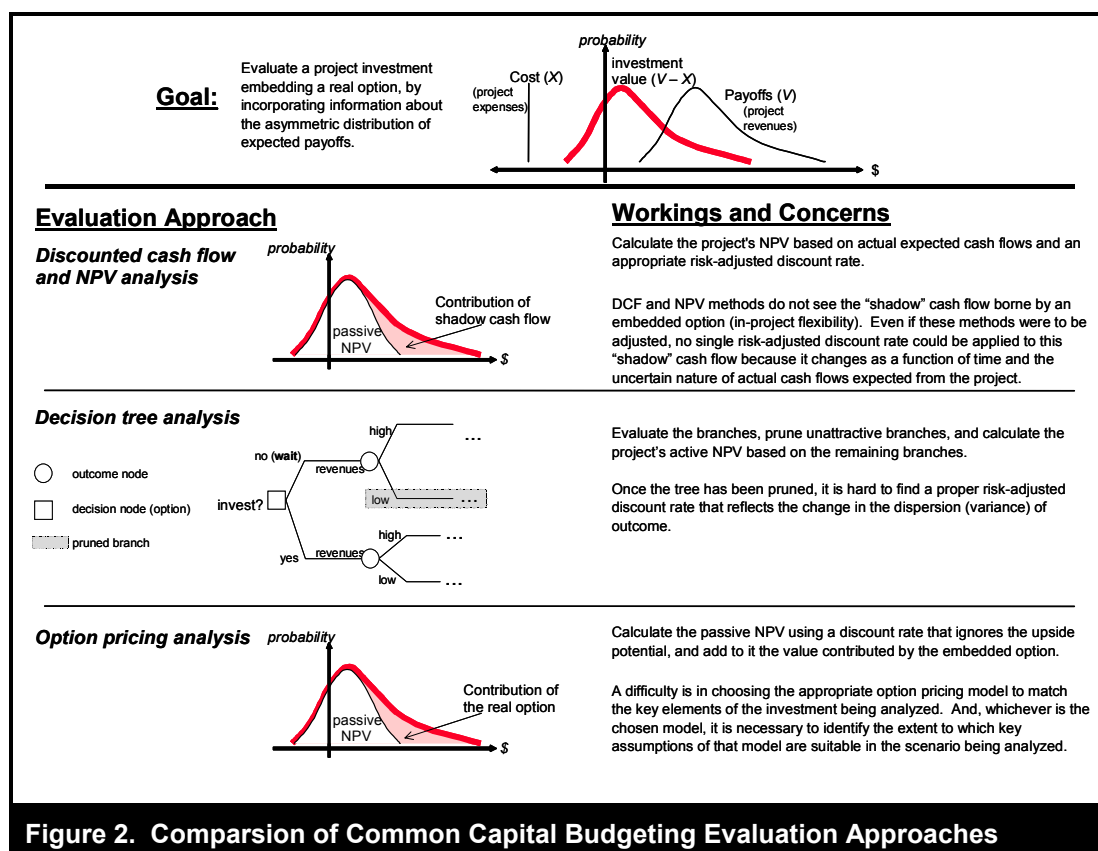 Goal:
Evaluate a project investment
embedding a real option, by
incorporating information about
the asymmetric distribution of
expected payoffs.
probability
Cost (X)
(project
expenses)
investment
value (V – X)
Payoffs (V)
(project
revenues)
$
Evaluation Approach
Workings and Concerns
Discounted cash flow
and NPV analysis
probability
Contribution of
shadow cash flow
passive
NPV
$
Calculate the project's NPV based on actual expected cash flows and an
appropriate risk-adjusted discount rate.
DCF and NPV methods do not see the “shadow” cash flow borne by an
embedded option (in-project flexibility). Even if these methods were to be
adjusted, no single risk-adjusted discount rate could be applied to this
“shadow” cash flow because it changes as a function of time and the
uncertain nature of actual cash flows expected from the project.
Decision tree analysis
outcome node
decision node (option)
pruned branch
invest?
no (wait)
revenues
high
...
low
...
yes
revenues
high
...
low
...
Evaluate the branches, prune unattractive branches, and calculate the
project's active NPV based on the remaining branches.
Once the tree has been pruned, it is hard to find a proper risk-adjusted
discount rate that reflects the change in the dispersion (variance) of
outcome.
Option pricing analysis
probability
Contribution of
the real option
passive
NPV
$
Calculate the passive NPV using a discount rate that ignores the upside
potential, and add to it the value contributed by the embedded option.
A difficulty is in choosing the appropriate option pricing model to match
the key elements of the investment being analyzed. And, whichever is the
chosen model, it is necessary to identify the extent to which key
assumptions of that model are suitable in the scenario being analyzed.
Figure 2. Comparsion of Common Capital Budgeting Evaluation Approaches